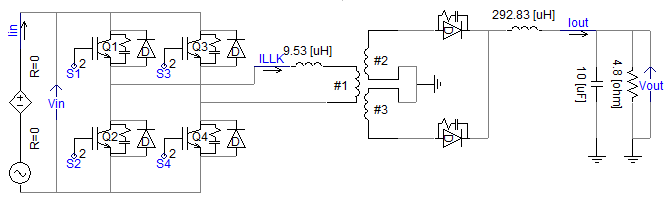 Iin
R=0
R=0
Vin
Q1
D
S1
2
Q3
D
S3
2
Q2
D
S2
2
Q4
D
S4
2
ILLK
9.53 [uH]
#1
#2
#3
D
D
292.83 [uH]
Iout
10 [uF]
4.8 [ohm]
Vout